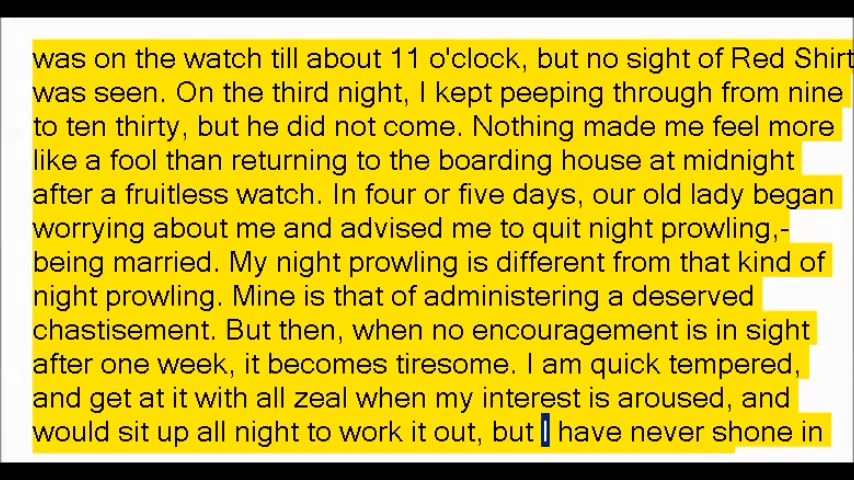 was on the watch till about 11 o'clock, but no sight of Red Shirt
was seen. On the third night, I kept peeping through from nine
to ten thirty, but he did not come. Nothing made me feel more
like a fool than returning to the boarding house at midnight
after a fruitless watch. In four or five days, our old lady began
worrying about me and advised me to quit night prowling,-
being married. My night prowling is different from that kind of
night prowling. Mine is that of administering a deserved
chastisement. But then, when no encouragement is in sight
after one week, it becomes tiresome. I am quick tempered,
and get at it with all zeal when my interest is aroused, and
would sit up all night to work it out, but I have never shone in